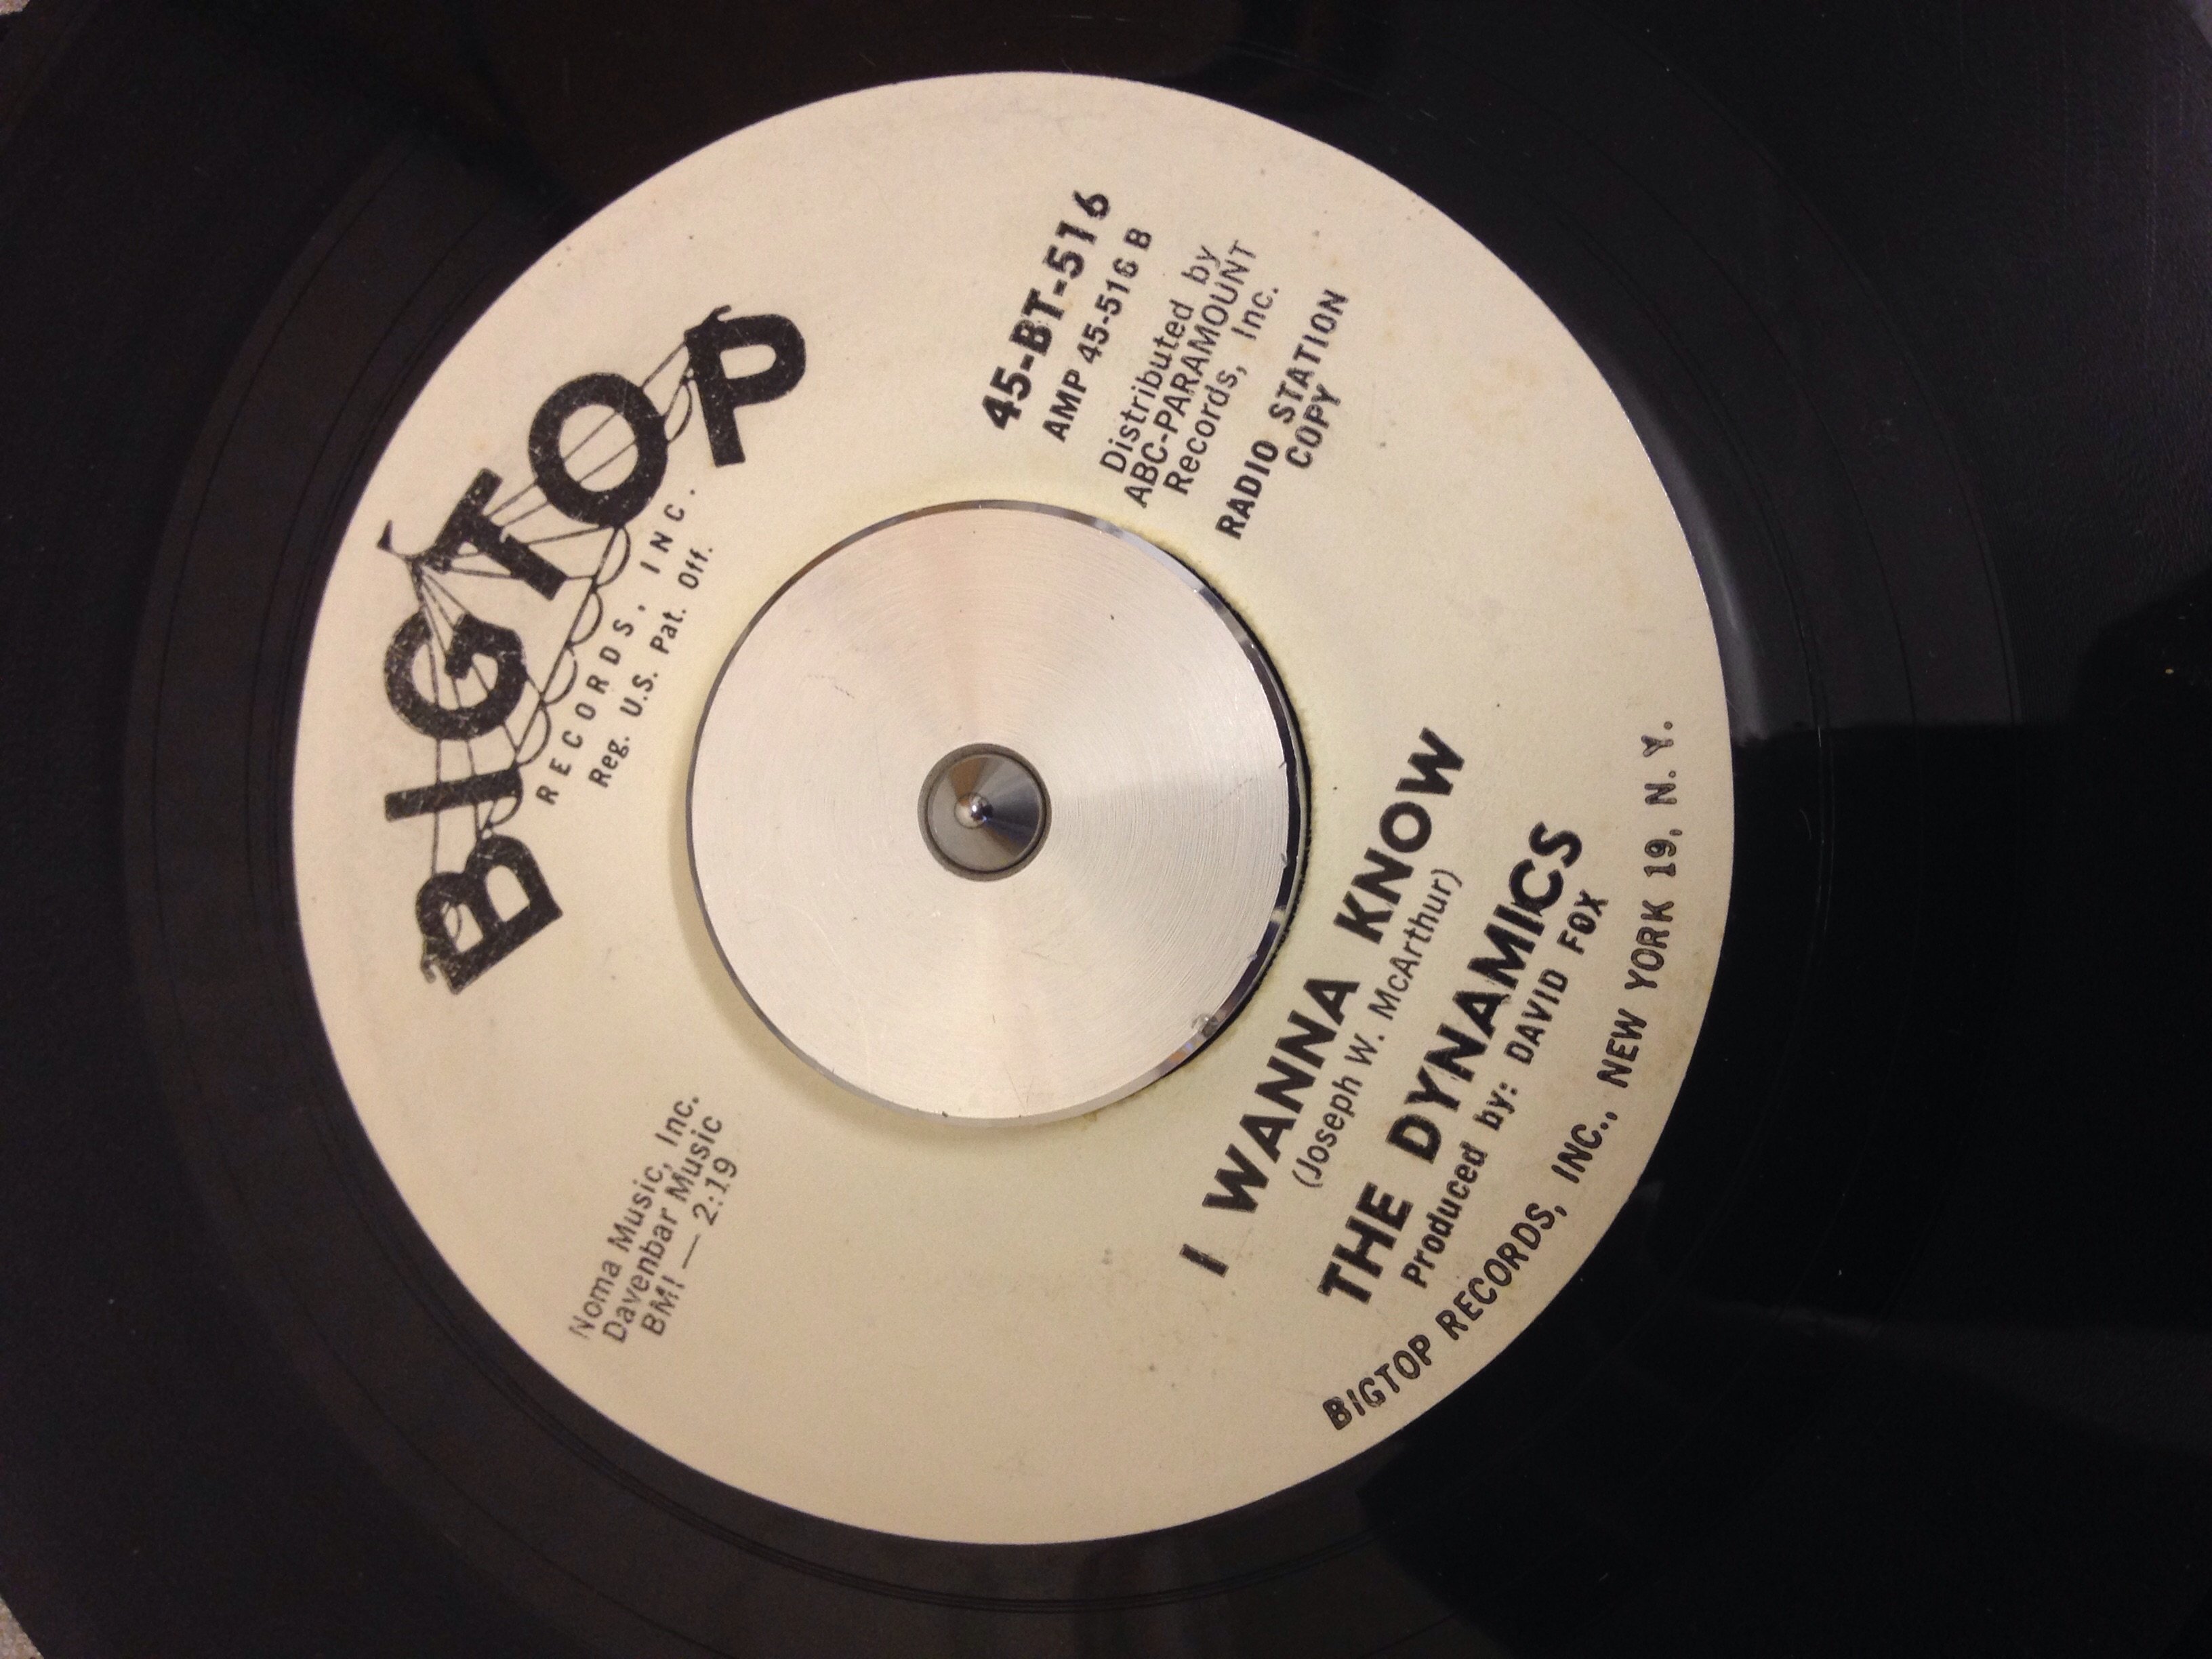 BIGTOP
RECORDS, INC.
Reg. U.S. Pat. Off.
Noma Music, Inc.
Davenbar Music
BMI — 2:19
45-BT-516
AMP 45-516 B
Distributed by
ABC-PARAMOUNT
Records, Inc.
RADIO STATION
COPY
I WANNA KNOW
(Joseph W. McArthur)
THE DYNAMICS
Produced by: DAVID FOX
BIGTOP RECORDS, INC., NEW YORK 19, N.Y.